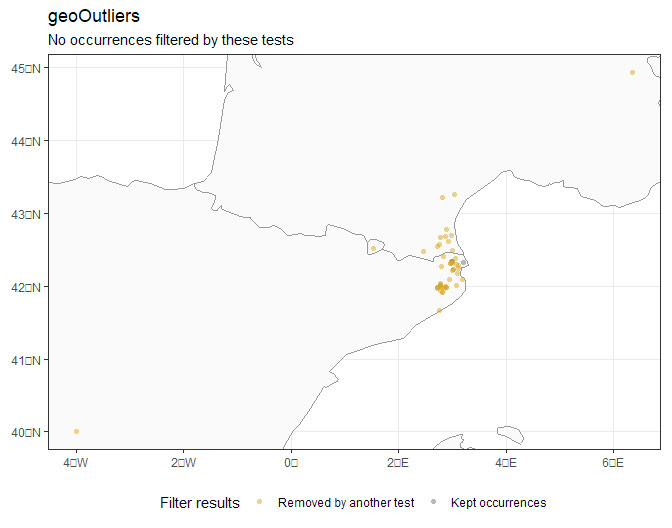 geoOutliers
No occurrences filtered by these tests
45□N
44□N
43□N
42□N
41□N
40□N
4□W
2□W
0□
2□E
4□E
6□E
Filter results
Removed by another test
Kept occurrences